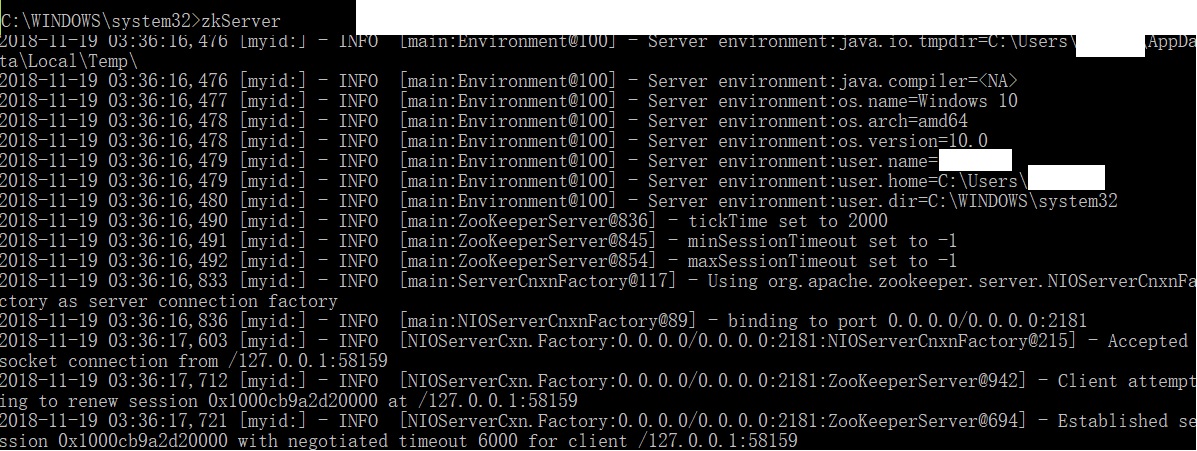 C:\WINDOWS\system32>zkServer
2018-11-19 03:36:16,476 [myid:] - INFO  [main:Environment@100] - Server environment:java.io.tmpdir=C:\Users\ \AppDa
ta\Local\Temp\
2018-11-19 03:36:16,476 [myid:] - INFO  [main:Environment@100] - Server environment:java.compiler=<NA>
2018-11-19 03:36:16,477 [myid:] - INFO  [main:Environment@100] - Server environment:os.name=Windows 10
2018-11-19 03:36:16,478 [myid:] - INFO  [main:Environment@100] - Server environment:os.arch=amd64
2018-11-19 03:36:16,478 [myid:] - INFO  [main:Environment@100] - Server environment:os.version=10.0
2018-11-19 03:36:16,479 [myid:] - INFO  [main:Environment@100] - Server environment:user.name=
2018-11-19 03:36:16,479 [myid:] - INFO  [main:Environment@100] - Server environment:user.home=C:\Users\
2018-11-19 03:36:16,480 [myid:] - INFO  [main:Environment@100] - Server environment:user.dir=C:\WINDOWS\system32
2018-11-19 03:36:16,490 [myid:] - INFO  [main:ZooKeeperServer@836] - tickTime set to 2000
2018-11-19 03:36:16,491 [myid:] - INFO  [main:ZooKeeperServer@845] - minSessionTimeout set to -1
2018-11-19 03:36:16,492 [myid:] - INFO  [main:ZooKeeperServer@854] - maxSessionTimeout set to -1
2018-11-19 03:36:16,833 [myid:] - INFO  [main:ServerCnxnFactory@117] - Using org.apache.zookeeper.server.NIOServerCnxnFa
ctory as server connection factory
2018-11-19 03:36:16,836 [myid:] - INFO  [main:NIOServerCnxnFactory@89] - binding to port 0.0.0.0/0.0.0.0:2181
2018-11-19 03:36:17,603 [myid:] - INFO  [NIOServerCxn.Factory:0.0.0.0/0.0.0.0:2181:NIOServerCnxnFactory@215] - Accepted
socket connection from /127.0.0.1:58159
2018-11-19 03:36:17,712 [myid:] - INFO  [NIOServerCxn.Factory:0.0.0.0/0.0.0.0:2181:ZooKeeperServer@942] - Client attempt
ing to renew session 0x1000cb9a2d20000 at /127.0.0.1:58159
2018-11-19 03:36:17,721 [myid:] - INFO  [NIOServerCxn.Factory:0.0.0.0/0.0.0.0:2181:ZooKeeperServer@694] - Established se
ssion 0x1000cb9a2d20000 with negotiated timeout 6000 for client /127.0.0.1:58159